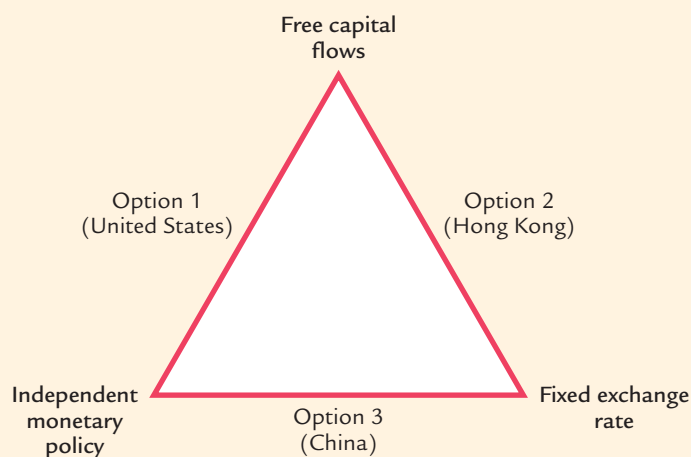 Free capital
flows
Option 1
(United States)
Option 2
(Hong Kong)
Independent
monetary
policy
Option 3
(China)
Fixed exchange
rate